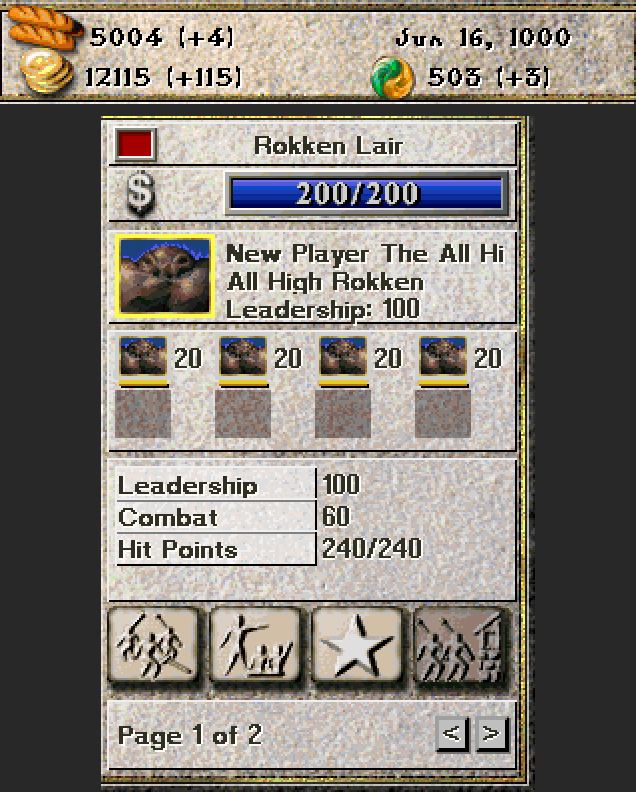 5004 (+4)
Jun 16, 1000
12115 (+115)
503 (+3)
Rokken Lair
$
200/200
New Player The All Hi
All High Rokken
Leadership: 100
20 20 20 20
Leadership 100
Combat 60
Hit Points 240/240
Page 1 of 2 < >